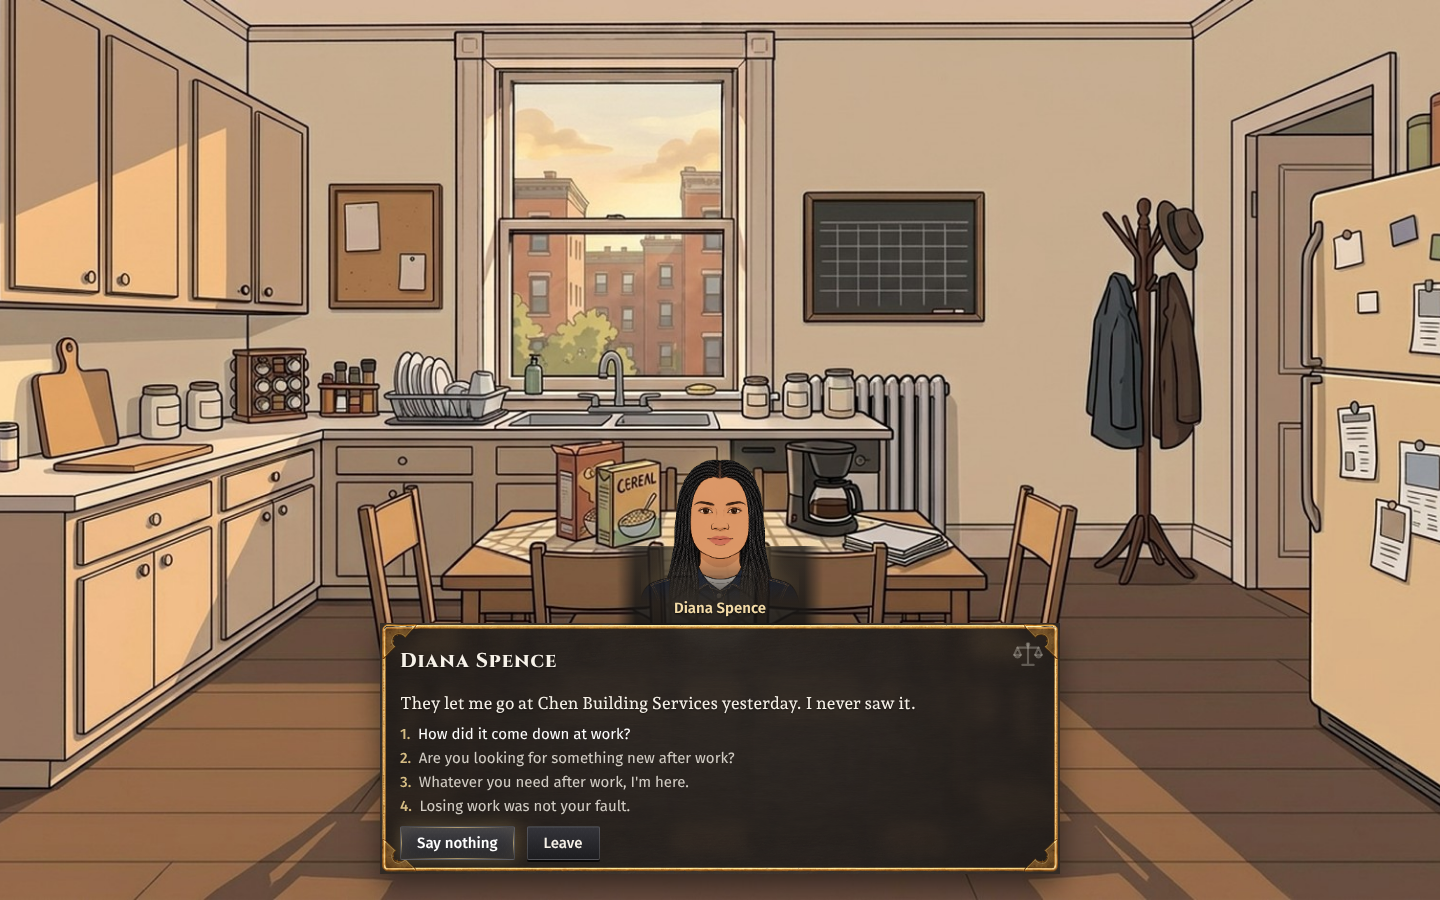 CEREAL
Diana Spence
DIANA SPENCE
They let me go at Chen Building Services yesterday. I never saw it.
1. How did it come down at work?
2. Are you looking for something new after work?
3. Whatever you need after work, I'm here.
4. Losing work was not your fault.
Say nothing
Leave